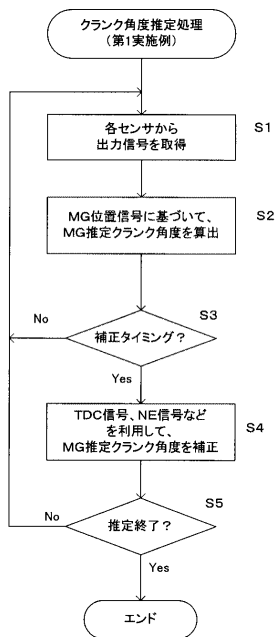 クランク角度推定処理
（第1実施例）
各センサから
出力信号を取得
S1
MG位置信号に基づいて、
MG推定クランク角度を算出
S2
No
補正タイミング？
S3
Yes
TDC信号、NE信号など
を利用して、
MG推定クランク角度を補正
S4
No
推定終了？
S5
Yes
エンド